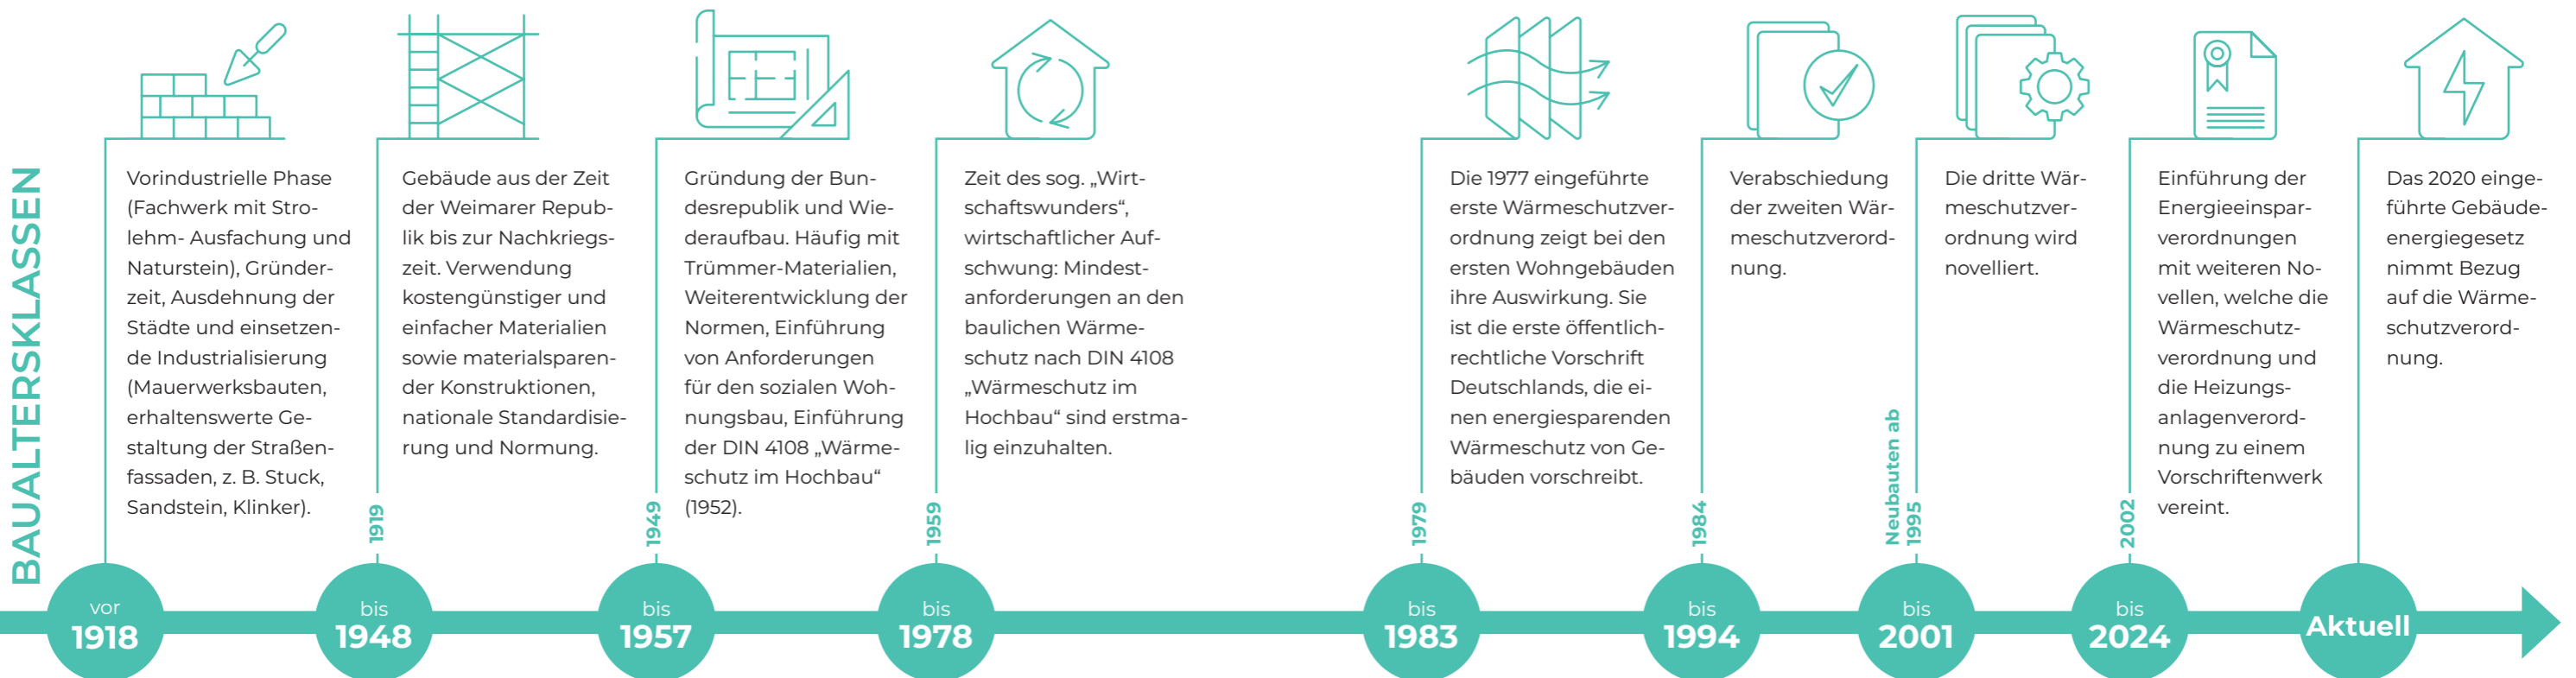 BAUALTERSKLASSEN
Vorindustrielle Phase
(Fachwerk mit Stro-
lehm- Ausfachung und
Naturstein), Gründer-
zeit, Ausdehnung der
Städte und einsetzen-
de Industrialisierung
(Mauerwerksbauten,
erhaltenswerte Ge-
staltung der Straßen-
fassaden, z. B. Stuck,
Sandstein, Klinker).
vor
1918
Gebäude aus der Zeit
der Weimarer Repub-
lik bis zur Nachkriegs-
zeit. Verwendung
kostengünstiger und
einfacher Materialien
sowie materialsparen-
der Konstruktionen,
nationale Standardisie-
rung und Normung.
1919
bis
1948
Gründung der Bun-
desrepublik und Wie-
deraufbau. Häufig mit
Trümmer-Materialien,
Weiterentwicklung der
Normen, Einführung
von Anforderungen
für den sozialen Woh-
nungsbau, Einführung
der DIN 4108 „Wärme-
schutz im Hochbau“
(1952).
1949
bis
1957
Zeit des sog. „Wirt-
schaftswunders“,
wirtschaftlicher Auf-
schwung: Mindest-
anforderungen an den
baulichen Wärme-
schutz nach DIN 4108
„Wärmeschutz im
Hochbau“ sind erstma-
lig einzuhalten.
1959
bis
1978
Die 1977 eingeführte
erste Wärmeschutzver-
ordnung zeigt bei den
ersten Wohngebäuden
ihre Auswirkung. Sie
ist die erste öffentlich-
rechtliche Vorschrift
Deutschlands, die ei-
nen energiesparenden
Wärmeschutz von Ge-
bäuden vorschreibt.
1979
bis
1983
Verabschiedung
der zweiten Wär-
meschutzverord-
nung.
1984
bis
1994
Die dritte Wär-
meschutzver-
ordnung wird
novelliert.
Neubauten ab
1995
bis
2001
Einführung der
Energieeinspar-
verordnungen
mit weiteren No-
vellen, welche die
Wärmeschutz-
verordnung und
die Heizungs-
anlagenverord-
nung zu einem
Vorschriftenwerk
vereint.
2002
bis
2024
Das 2020 einge-
führte Gebäude-
energiegesetz
nimmt Bezug
auf die Wärme-
schutzverord-
nung.
Aktuell